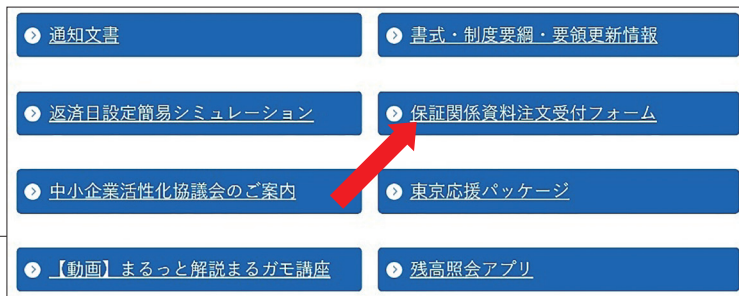 通知文書
書式・制度要綱・要領更新情報
返済日設定簡易シミュレーション
保証関係資料注文受付フォーム
中小企業活性化協議会のご案内
東京応援パッケージ
【動画】まるっと解説まるガモ講座
残高照会アプリ